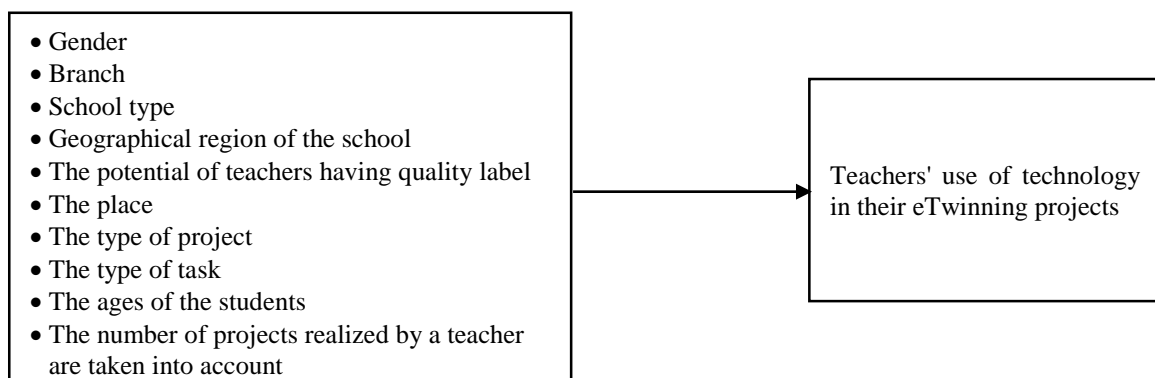 • Gender
• Branch
• School type
• Geographical region of the school
• The potential of teachers having quality label
• The place
• The type of project
• The type of task
• The ages of the students
• The number of projects realized by a teacher
are taken into account
Teachers' use of technology
in their eTwinning projects